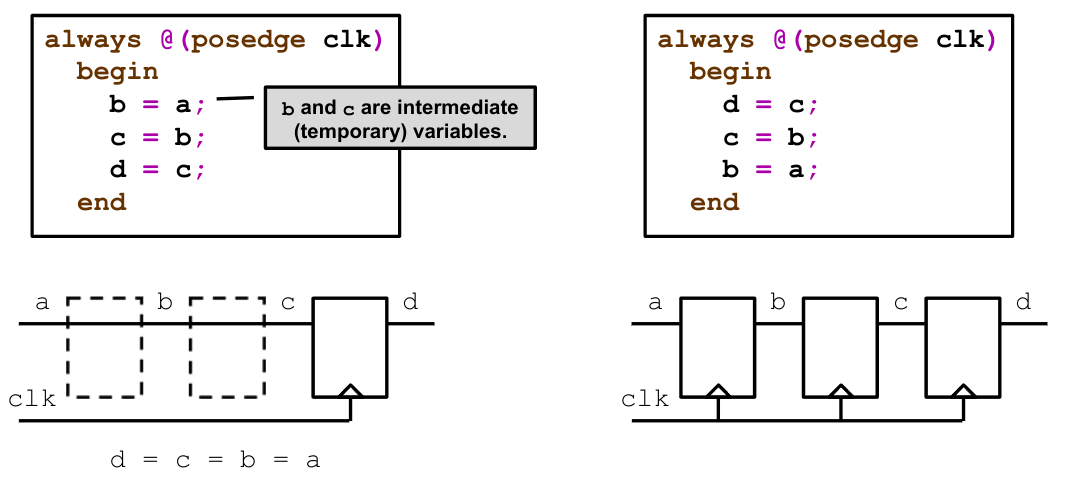 always @(posedge clk)
begin
b = a;
c = b;
d = c;
end
b and c are intermediate
(temporary) variables.
a b c d
clk
d = c = b = a
always @(posedge clk)
begin
d = c;
c = b;
b = a;
end
a b c d
clk